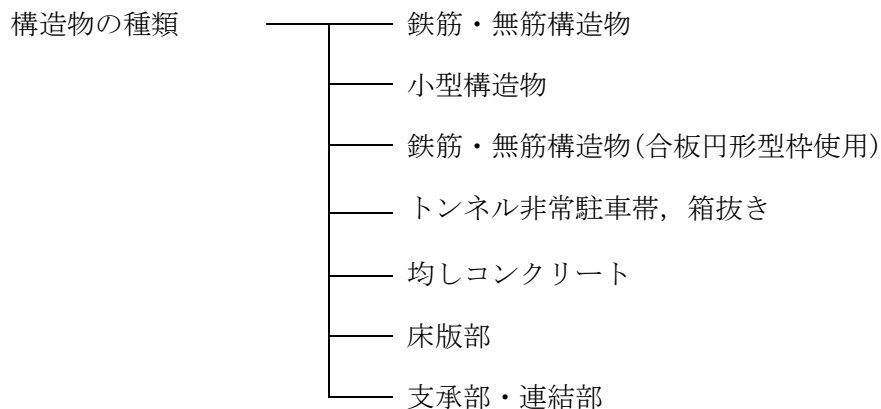 構造物の種類
鉄筋・無筋構造物
小型構造物
鉄筋・無筋構造物(合板円形型枠使用)
トンネル非常駐車帯，箱抜き
均しコンクリート
床版部
支承部・連結部